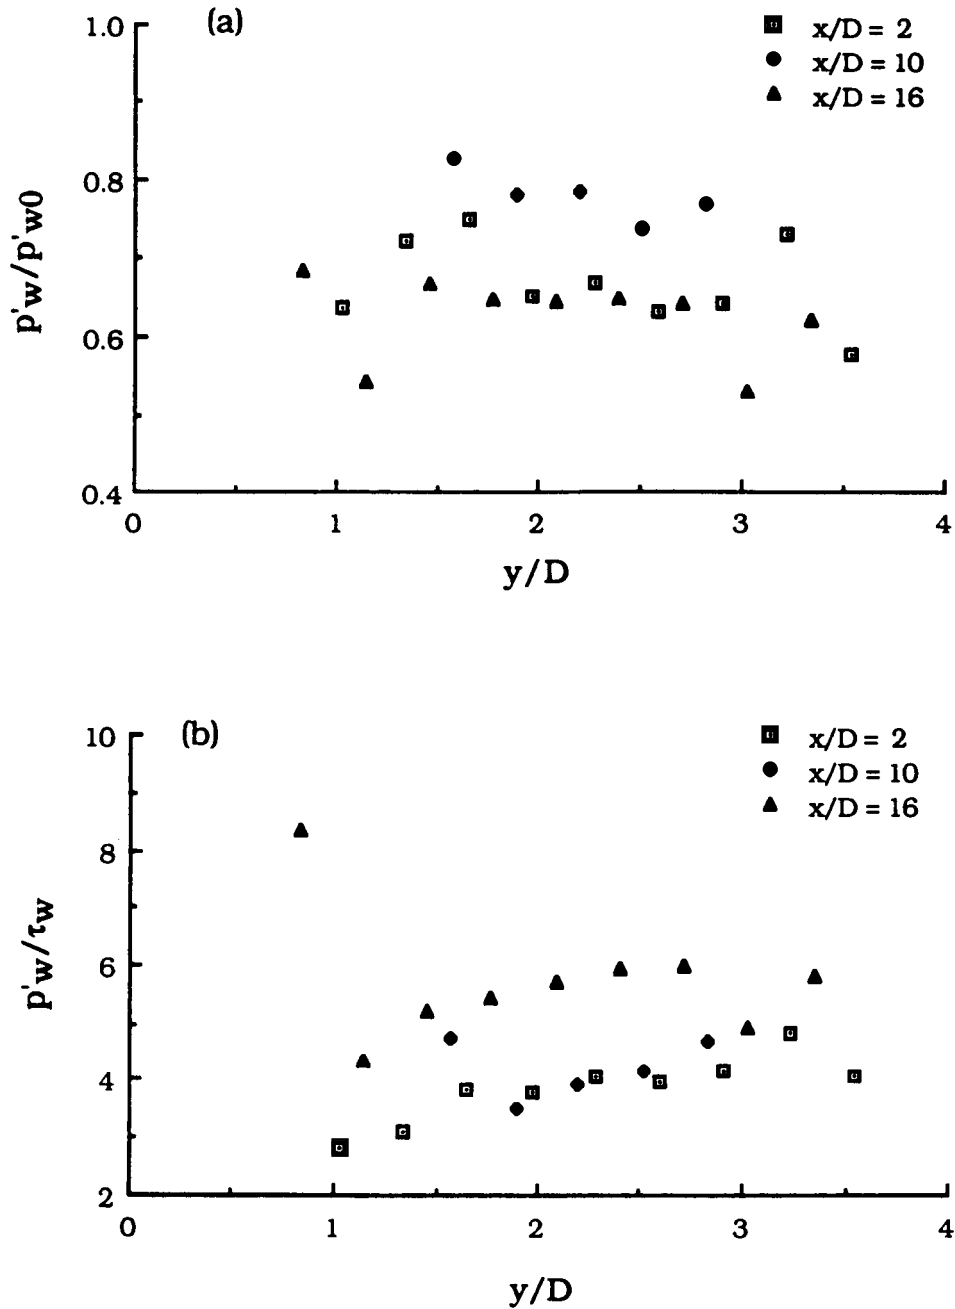 (a)
x/D = 2
x/D = 10
x/D = 16
1.0
0.8
0.6
0.4
p'w/p'w0
0
1
2
3
4
y/D
(b)
x/D = 2
x/D = 10
x/D = 16
10
8
6
4
2
p'w/τw
0
1
2
3
4
y/D